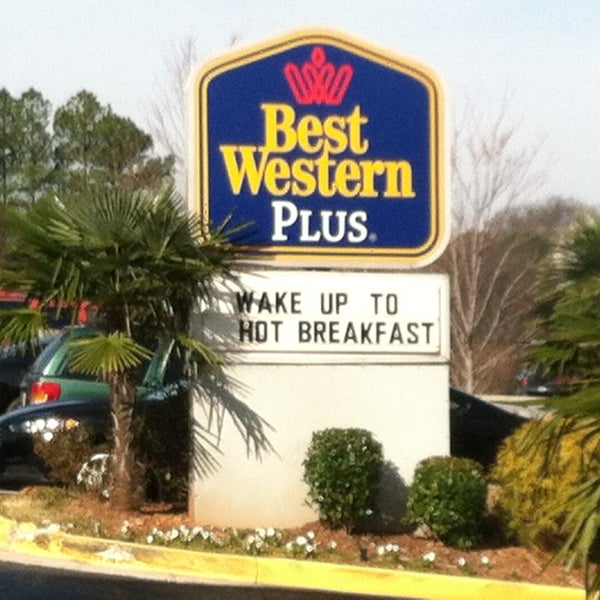 Best
Western
PLUS®
WAKE UP TO
HOT BREAKFAST